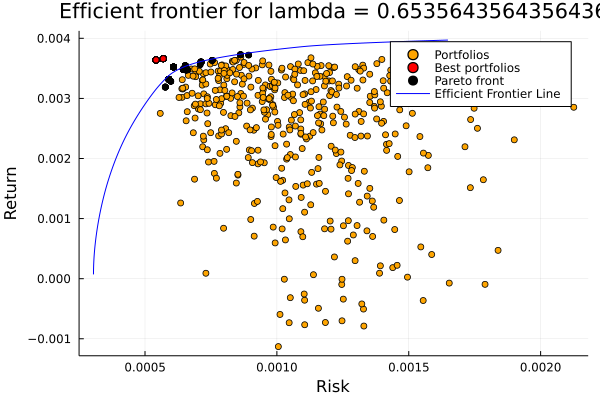 Efficient frontier for lambda = 0.6535643564356436
Return
0.004
0.003
0.002
0.001
0.000
−0.001
Portfolios
Best portfolios
Pareto front
Efficient Frontier Line
0.0005 0.0010 0.0015 0.0020
Risk